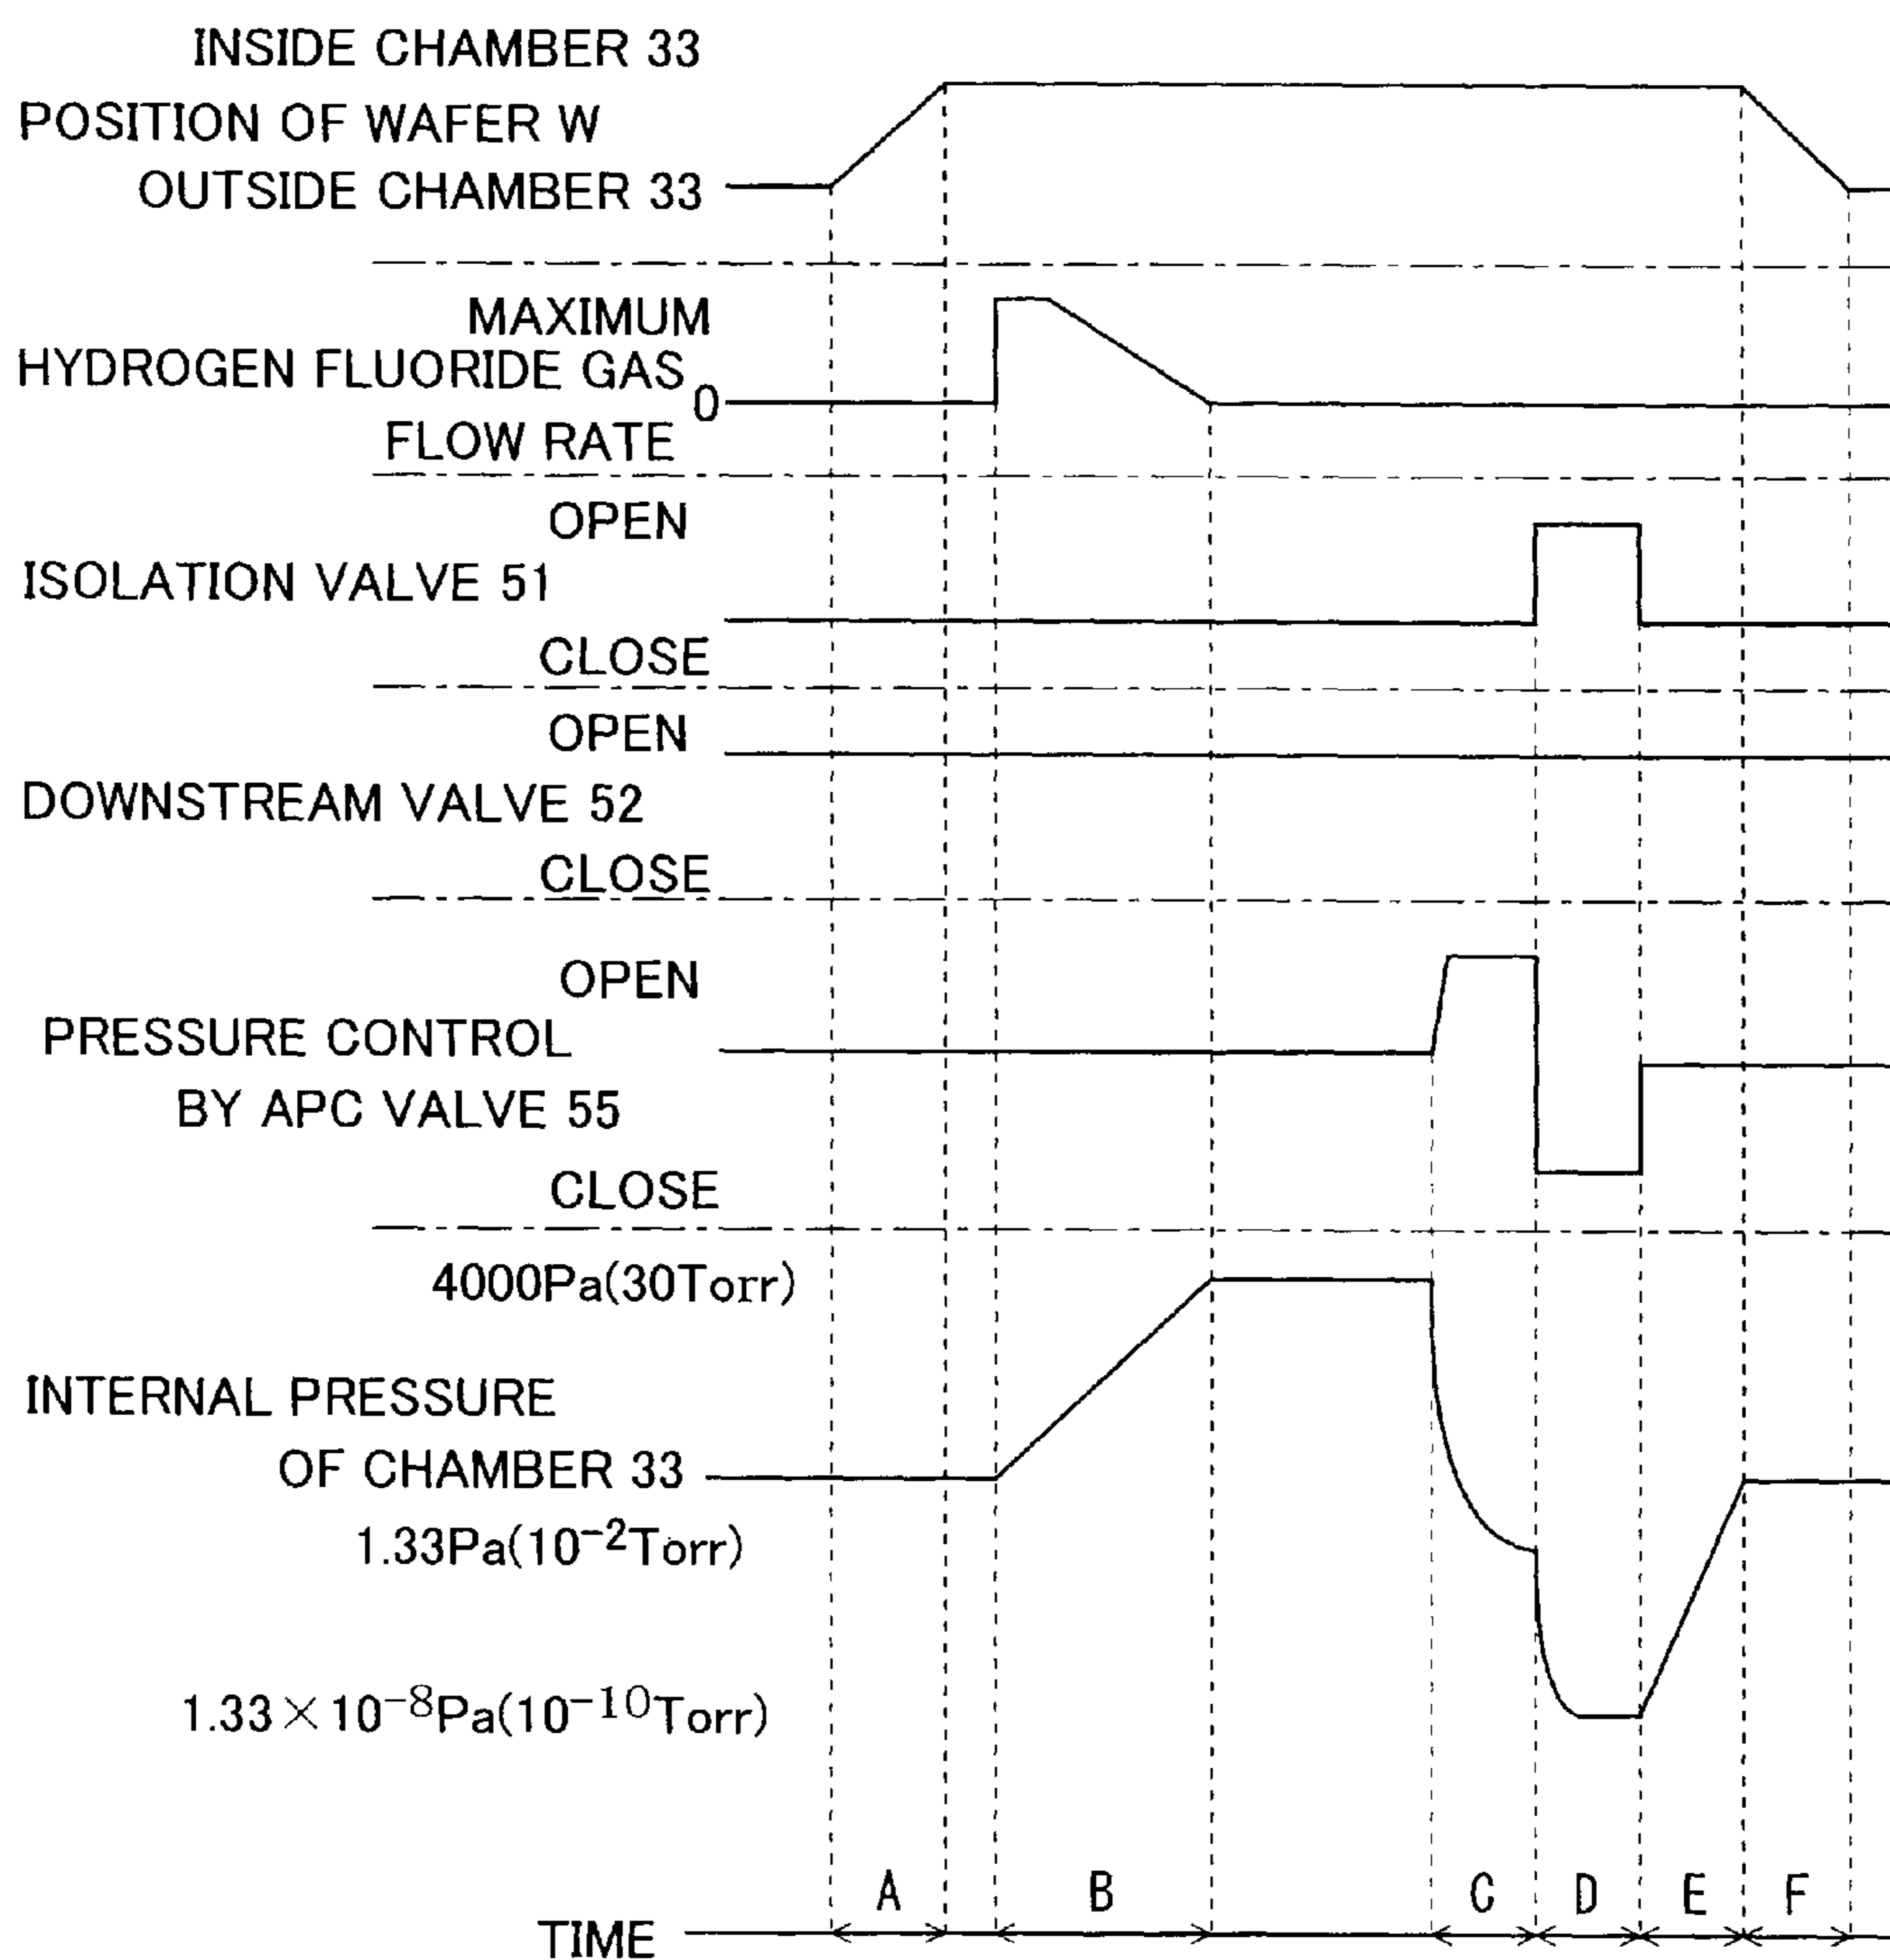 INSIDE CHAMBER 33
POSITION OF WAFER W
OUTSIDE CHAMBER 33
MAXIMUM
HYDROGEN FLUORIDE GAS
0
FLOW RATE
OPEN
ISOLATION VALVE 51
CLOSE
OPEN
DOWNSTREAM VALVE 52
CLOSE
OPEN
PRESSURE CONTROL
BY APC VALVE 55
CLOSE
4000Pa(30Torr)
INTERNAL PRESSURE
OF CHAMBER 33
1.33Pa(10⁻²Torr)
1.33×10⁻⁸Pa(10⁻¹⁰Torr)
A B C D E F
TIME